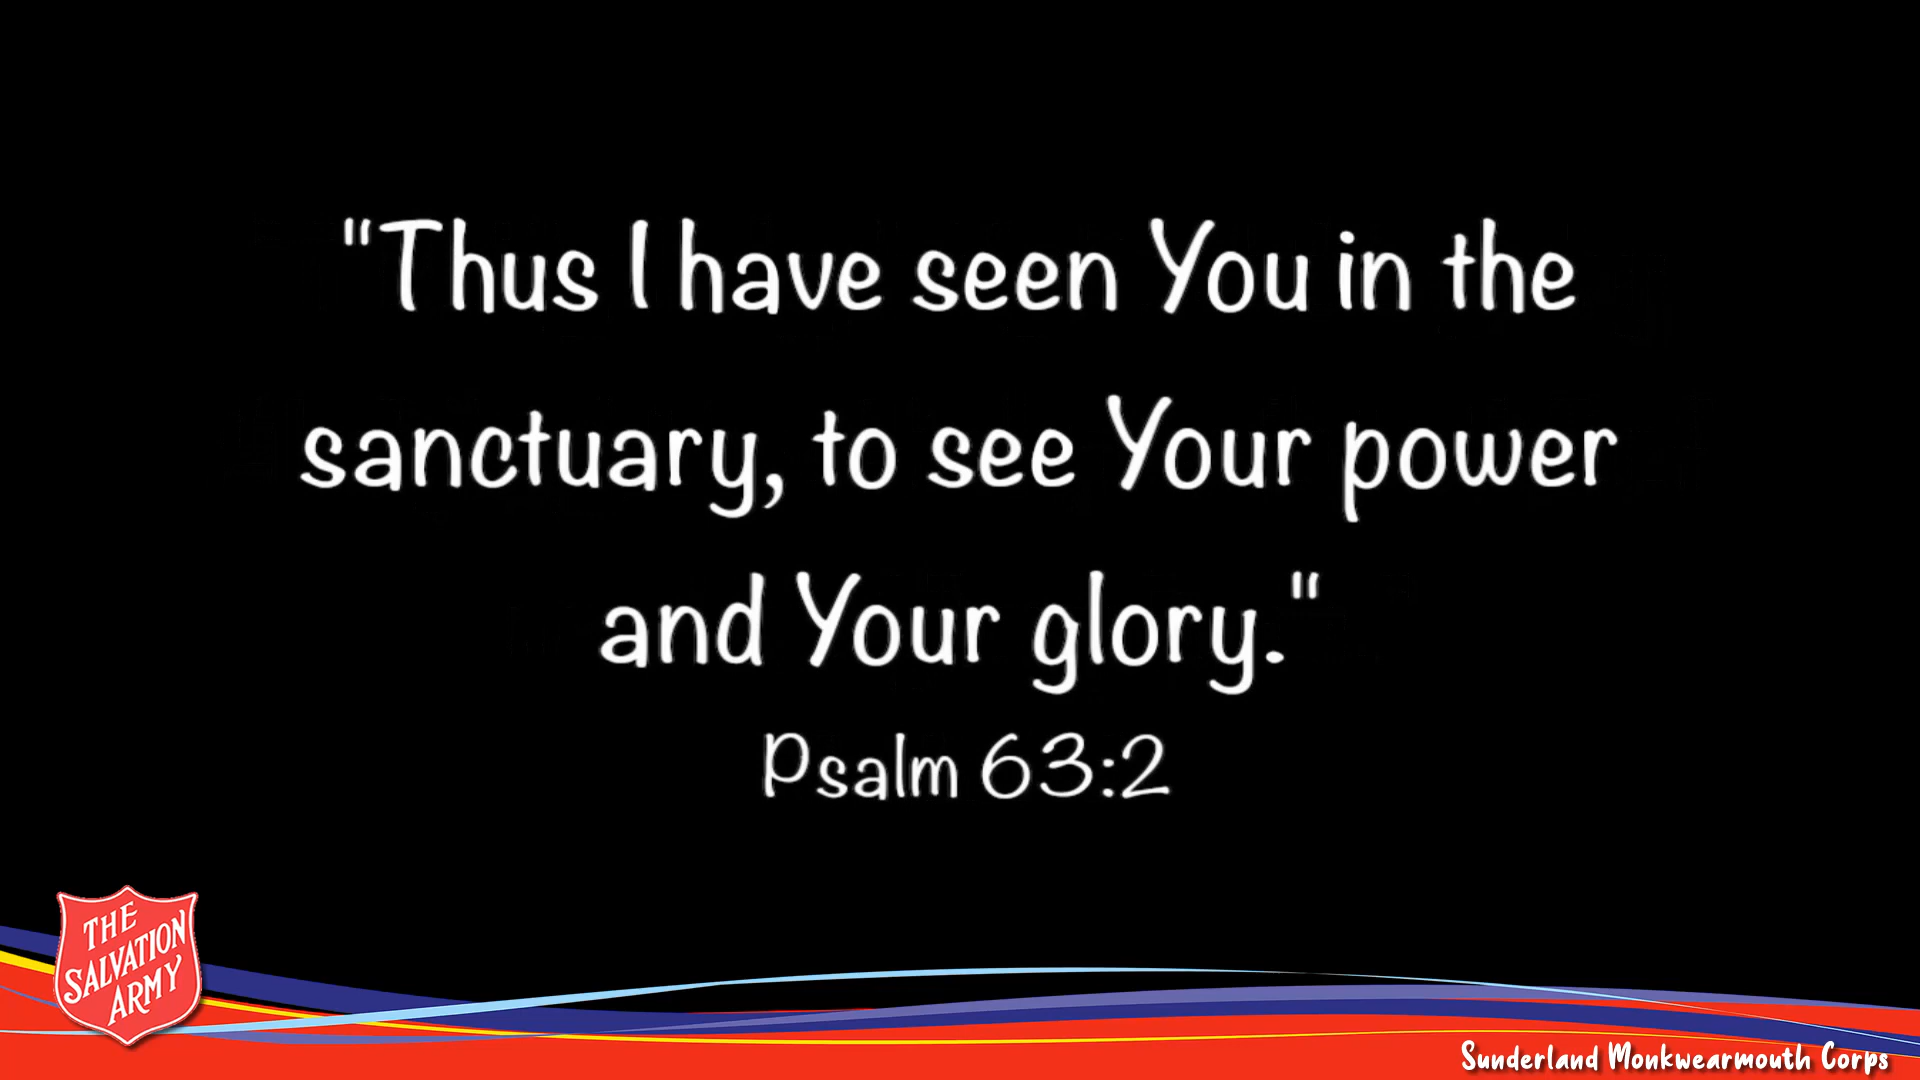 "Thus I have seen You in the
sanctuary, to see Your power
and Your glory."
Psalm 63:2
THE
SALVATION
ARMY
Sunderland Monkwearmouth Corps